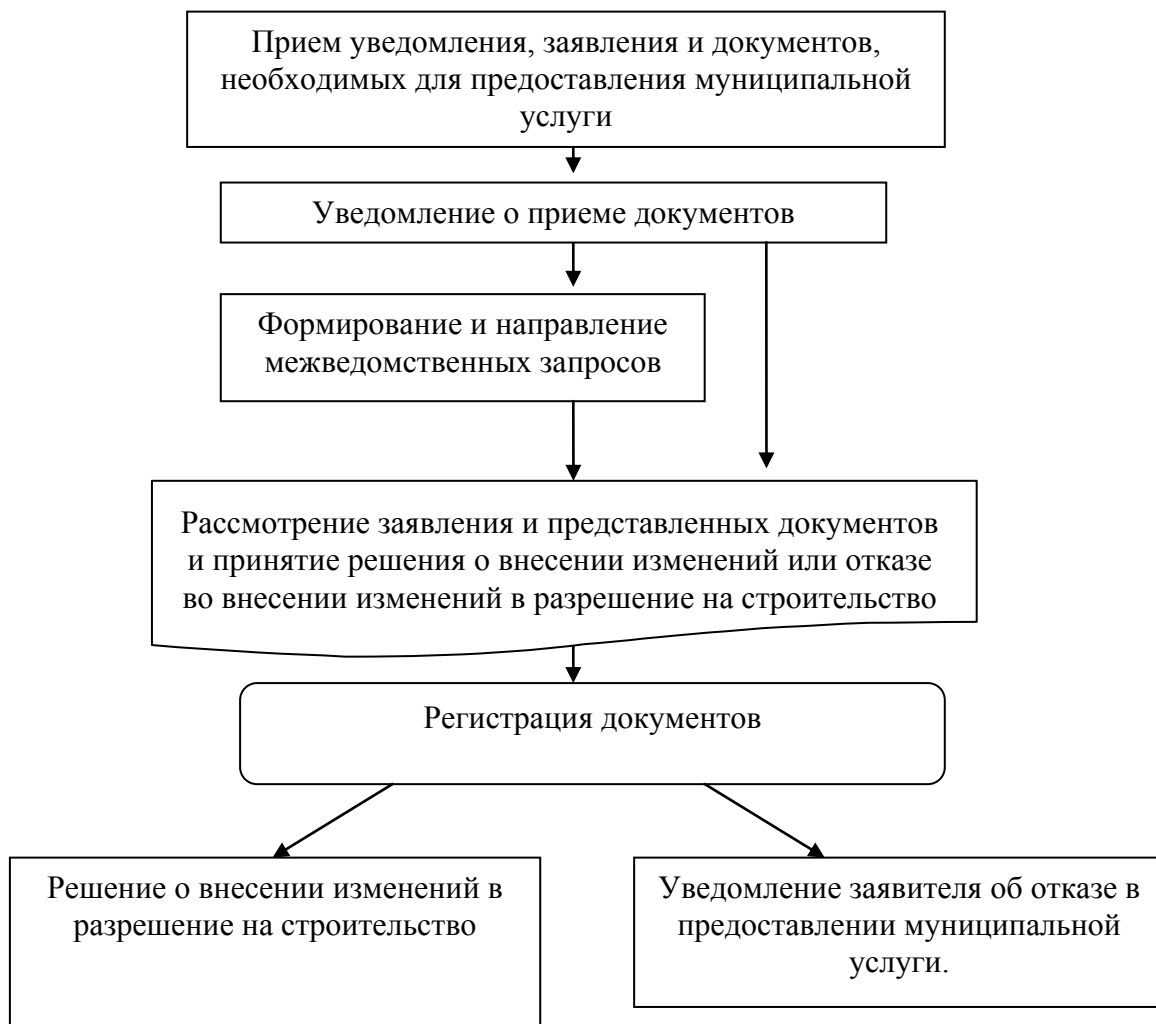 Прием уведомления, заявления и документов,
необходимых для предоставления муниципальной
услуги
Уведомление о приеме документов
Формирование и направление
межведомственных запросов
Рассмотрение заявления и представленных документов
и принятие решения о внесении изменений или отказе
во внесении изменений в разрешение на строительство
Регистрация документов
Решение о внесении изменений в
разрешение на строительство
Уведомление заявителя об отказе в
предоставлении муниципальной
услуги.